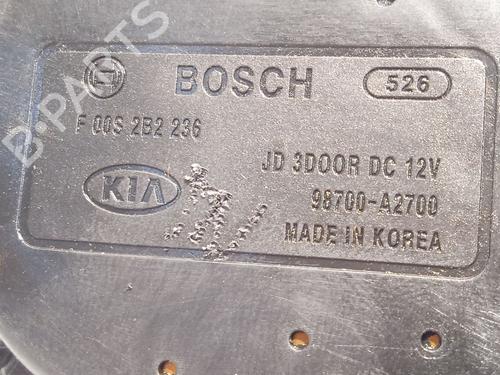 BOSCH 526
F 00S 2B2 236
JD 3DOOR DC 12V
KIA 98700-A2700
MADE IN KOREA
B-PARTS